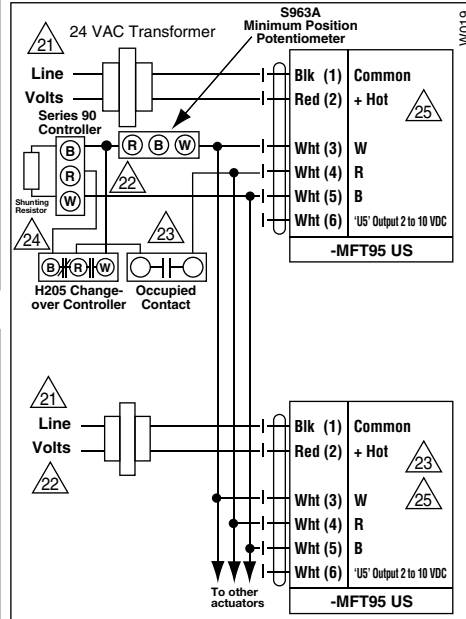 S963A
Minimum Position
Potentiometer
W019
21
24 VAC Transformer
Line
Volts
Blk (1) Common
Red (2) + Hot
25
Series 90
Controller
B
R
W
R B W
22
Wht (3) W
Wht (4) R
Wht (5) B
Wht (6) 'U5' Output 2 to 10 VDC
-MFT95 US
Shunting
Resistor
24
23
B R W
H205 Change-
over Controller
Occupied
Contact
21
Line
Volts
22
Blk (1) Common
Red (2) + Hot
23
25
Wht (3) W
Wht (4) R
Wht (5) B
Wht (6) 'U5' Output 2 to 10 VDC
-MFT95 US
To other
actuators